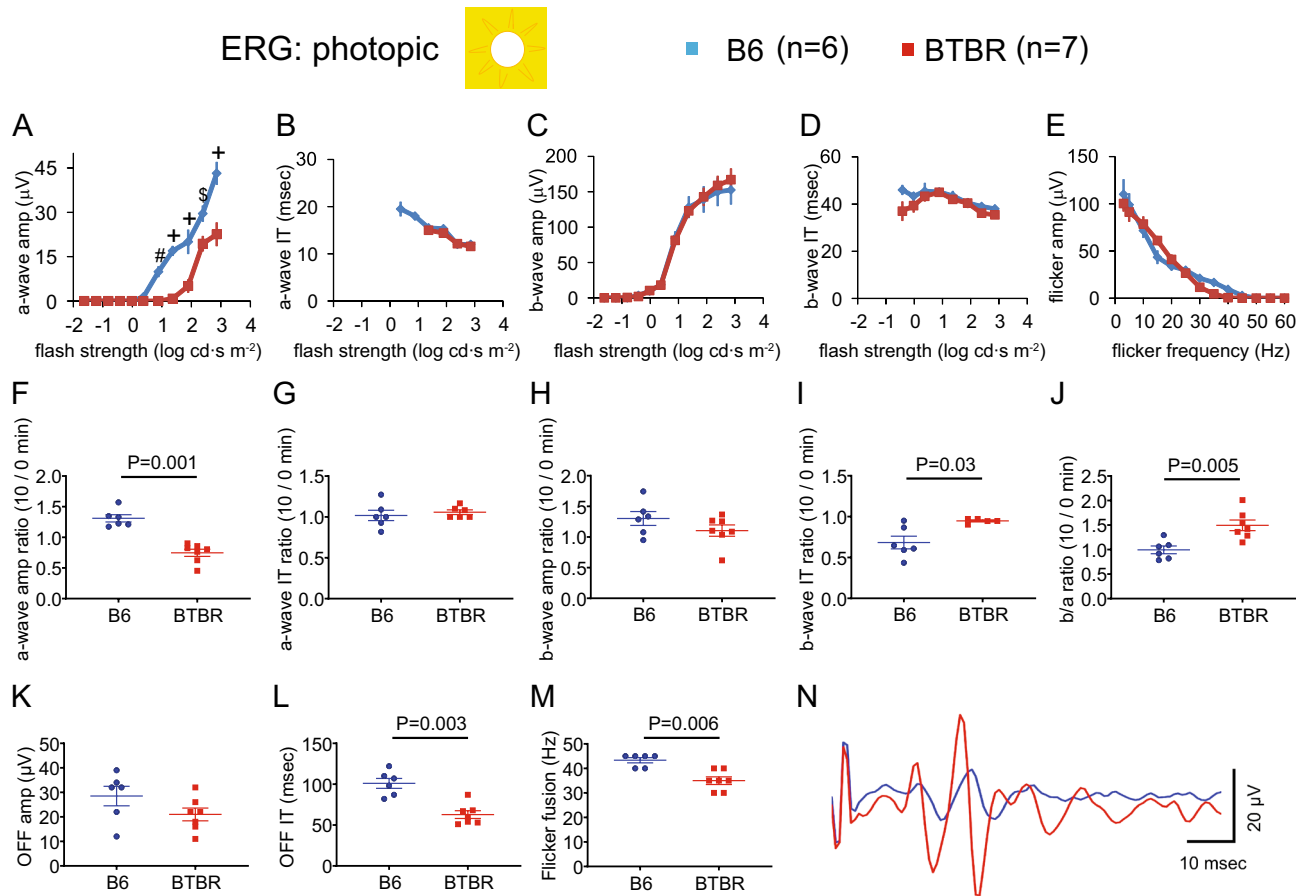 ERG: photopic
B6 (n=6)
BTBR (n=7)
A
a-wave amp (µV)
45
30
15
0
-2 -1 0 1 2 3 4
flash strength (log cd·s m⁻²)
# + + $ +
B
a-wave IT (msec)
30
20
10
0
-2 -1 0 1 2 3 4
flash strength (log cd·s m⁻²)
C
b-wave amp (µV)
200
150
100
50
0
-2 -1 0 1 2 3 4
flash strength (log cd·s m⁻²)
D
b-wave IT (msec)
60
40
20
0
-1 0 1 2 3 4
flash strength (log cd·s m⁻²)
E
flicker amp (µV)
150
100
50
0
0 10 20 30 40 50 60
flicker frequency (Hz)
F
a-wave amp ratio (10 / 0 min)
2.0
1.5
1.0
0.5
0.0
P=0.001
B6 BTBR
G
a-wave IT ratio (10 / 0 min)
1.5
1.0
0.5
0.0
B6 BTBR
H
b-wave amp ratio (10 / 0 min)
2.0
1.5
1.0
0.5
0.0
B6 BTBR
I
b-wave IT ratio (10 / 0 min)
1.5
1.0
0.5
0.0
P=0.03
B6 BTBR
J
b/a ratio (10 / 0 min)
2.5
2.0
1.5
1.0
0.5
0.0
P=0.005
B6 BTBR
K
OFF amp (µV)
50
40
30
20
10
0
B6 BTBR
L
OFF IT (msec)
150
100
50
0
P=0.003
B6 BTBR
M
Flicker fusion (Hz)
50
40
30
20
10
0
P=0.006
B6 BTBR
N
20 µV
10 msec